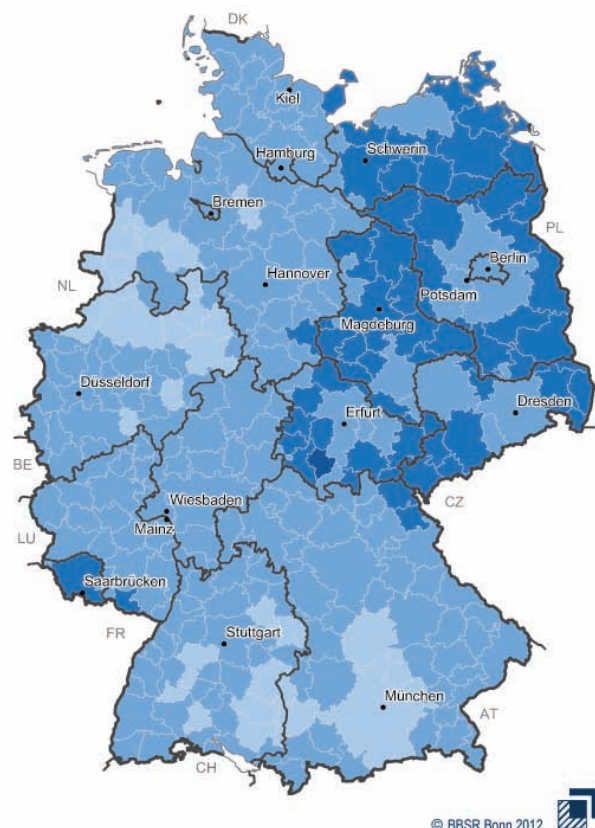 DK
Kiel
Schwerin
Hamburg
Bremen
PL
Berlin
NL
Hannover
Potsdam
Magdeburg
Düsseldorf
Dresden
Erfurt
BE
CZ
Wiesbaden
LU
Mainz
Saarbrücken
FR
Stuttgart
München
AT
CH
© BBSR Bonn 2012